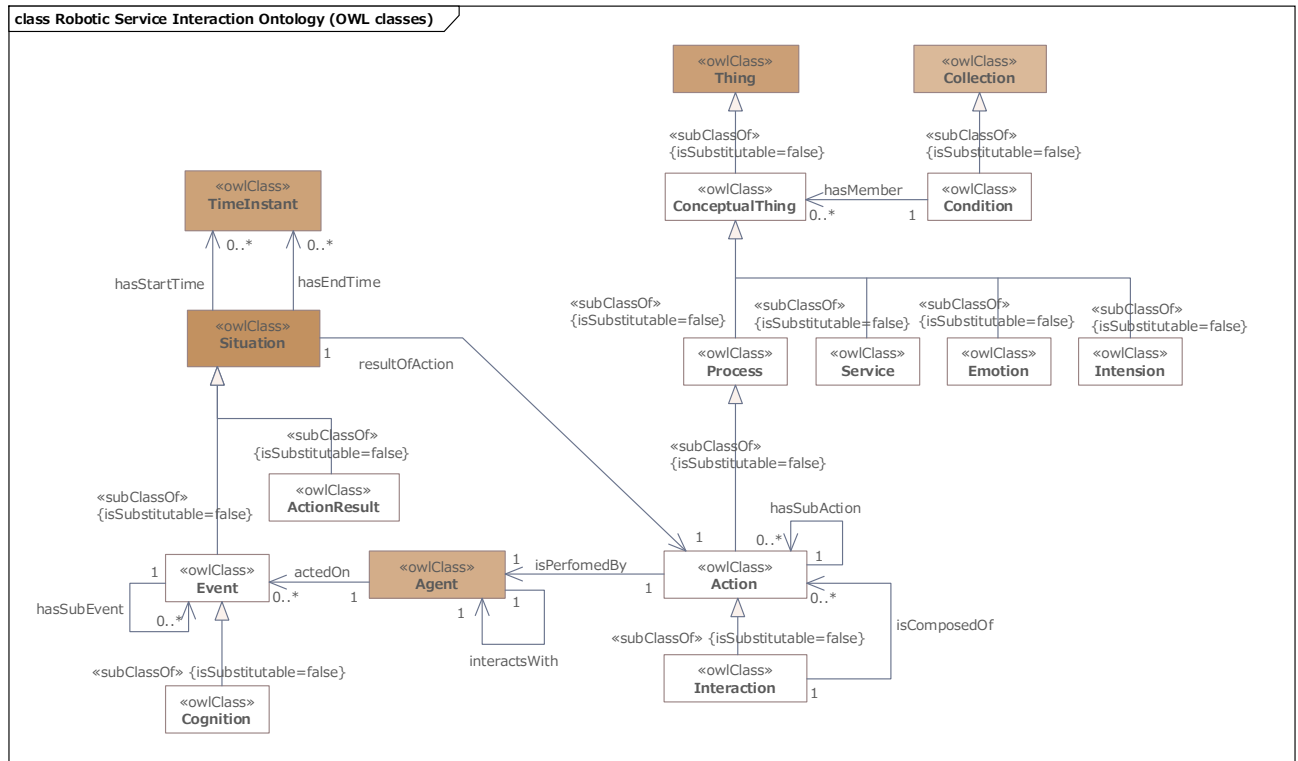 class Robotic Service Interaction Ontology (OWL classes)
«owlClass»
Thing
«owlClass»
Collection
«subClassOf»
{isSubstitutable=false}
«subClassOf»
{isSubstitutable=false}
«owlClass»
TimeInstant
«owlClass»
ConceptualThing
hasMember
0..*
1
«owlClass»
Condition
0..*
0..*
hasStartTime
hasEndTime
«subClassOf»
{isSubstitutable=false}
«subClassOf»
{isSubstitutable=false}
«subClassOf»
{isSubstitutable=false}
«subClassOf»
{isSubstitutable=false}
«owlClass»
Situation
1
resultOfAction
«owlClass»
Process
«owlClass»
Service
«owlClass»
Emotion
«owlClass»
Intension
«subClassOf»
{isSubstitutable=false}
«subClassOf»
{isSubstitutable=false}
«owlClass»
ActionResult
«subClassOf»
{isSubstitutable=false}
hasSubAction
0..*
1
1
1
«owlClass»
Event
hasSubEvent
0..*
actedOn
0..*
1
«owlClass»
Agent
1
isPerfomedBy
1
1
1
interactsWith
«owlClass»
Action
0..*
isComposedOf
«subClassOf» {isSubstitutable=false}
«owlClass»
Interaction
1
«subClassOf» {isSubstitutable=false}
«owlClass»
Cognition